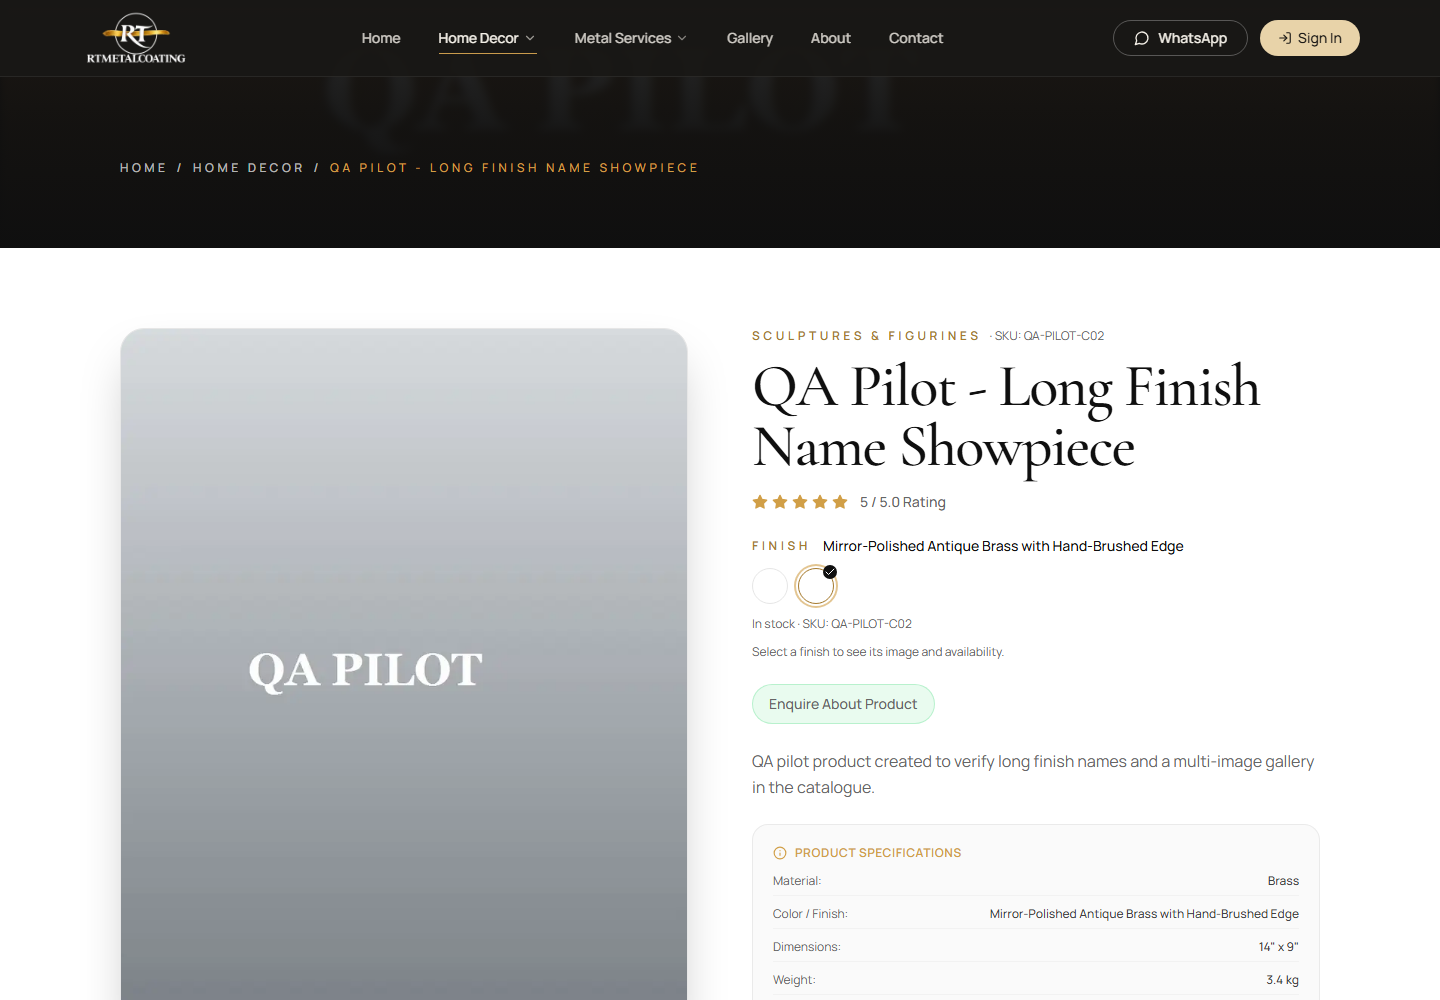 RT
RTMETALCOATING
Home
Home Decor
Metal Services
Gallery
About
Contact
WhatsApp
Sign In
QA PILOT
HOME / HOME DECOR / QA PILOT - LONG FINISH NAME SHOWPIECE
QA PILOT
SCULPTURES & FIGURINES · SKU: QA-PILOT-C02
QA Pilot - Long Finish
Name Showpiece
5 / 5.0 Rating
FINISH Mirror-Polished Antique Brass with Hand-Brushed Edge
In stock · SKU: QA-PILOT-C02
Select a finish to see its image and availability.
Enquire About Product
QA pilot product created to verify long finish names and a multi-image gallery
in the catalogue.
PRODUCT SPECIFICATIONS
Material: Brass
Color / Finish: Mirror-Polished Antique Brass with Hand-Brushed Edge
Dimensions: 14" x 9"
Weight: 3.4 kg